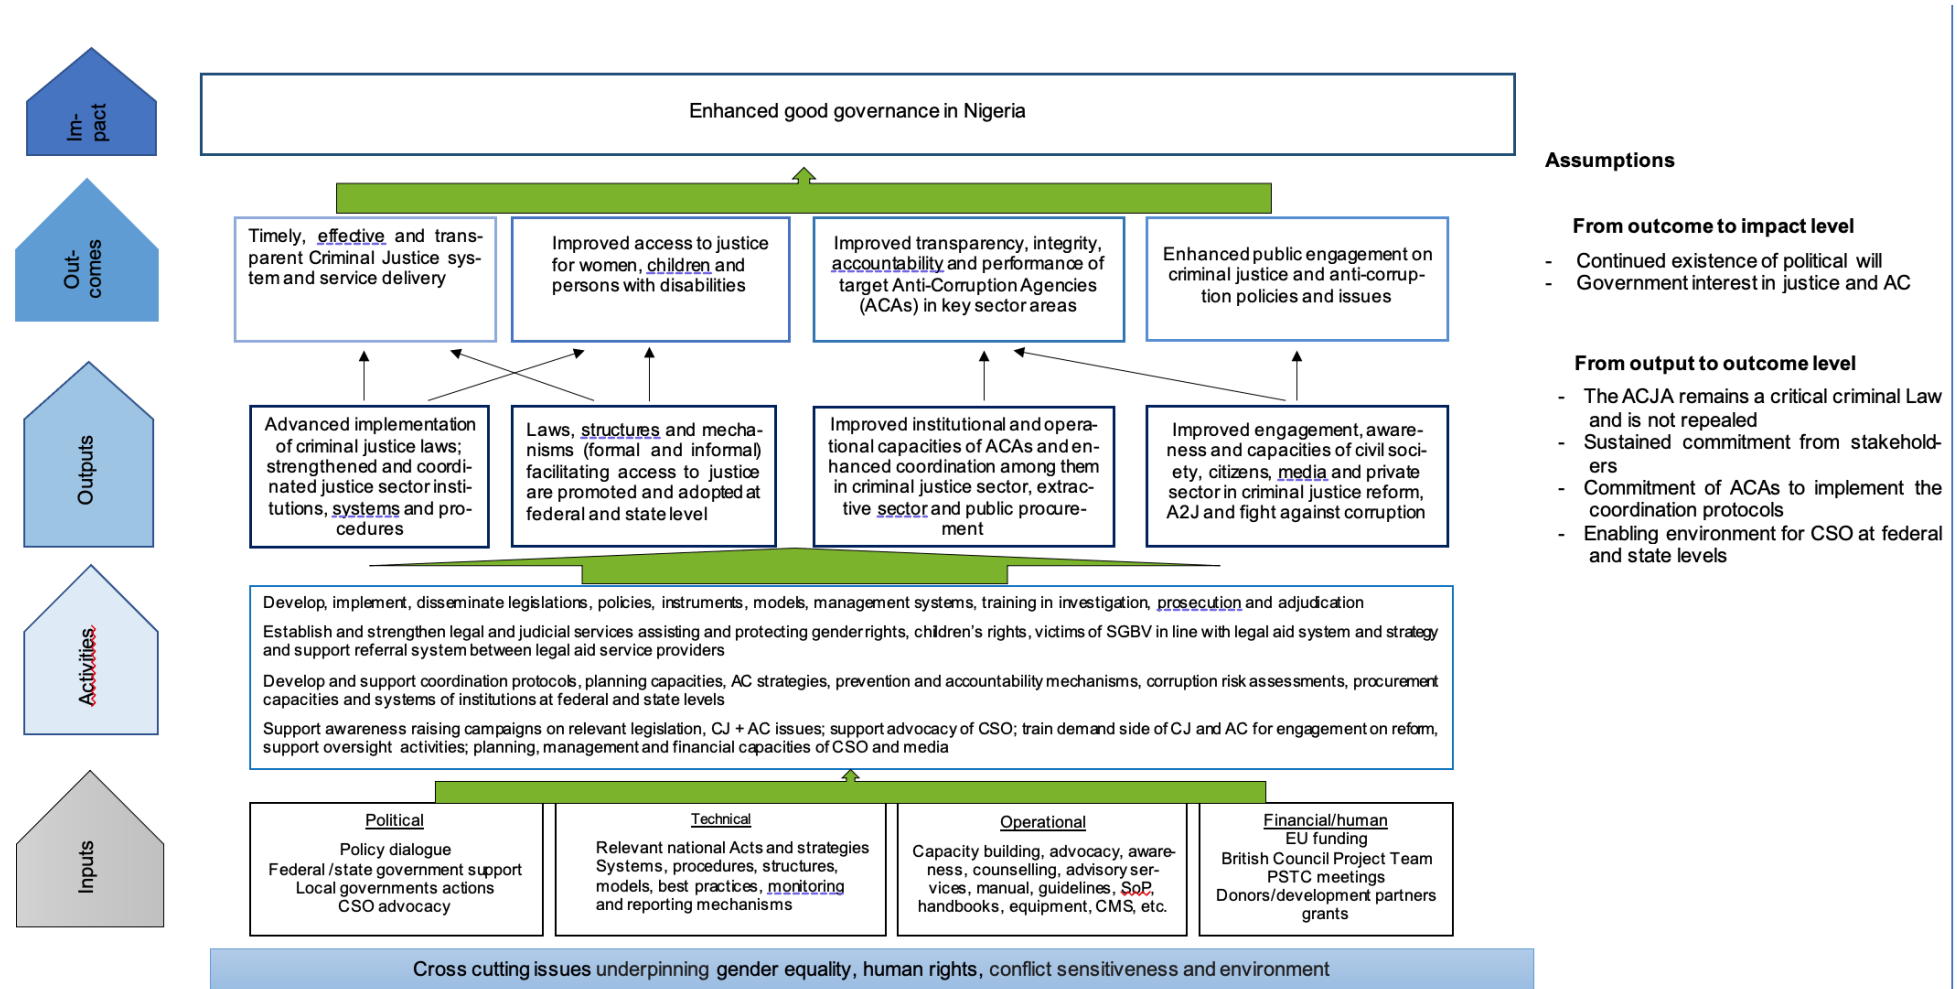 Im-
pact
Enhanced good governance in Nigeria
Out-
comes
Timely, effective and trans-
parent Criminal Justice sys-
tem and service delivery
Improved access to justice
for women, children and
persons with disabilities
Improved transparency, integrity,
accountability and performance of
target Anti-Corruption Agencies
(ACAs) in key sector areas
Enhanced public engagement on
criminal justice and anti-corrup-
tion policies and issues
Outputs
Advanced implementation
of criminal justice laws;
strengthened and coordi-
nated justice sector insti-
tutions, systems and pro-
cedures
Laws, structures and mecha-
nisms (formal and informal)
facilitating access to justice
are promoted and adopted at
federal and state level
Improved institutional and opera-
tional capacities of ACAs and en-
hanced coordination among them
in criminal justice sector, extrac-
tive sector and public procure-
ment
Improved engagement, aware-
ness and capacities of civil soci-
ety, citizens, media and private
sector in criminal justice reform,
A2J and fight against corruption
Activities
Develop, implement, disseminate legislations, policies, instruments, models, management systems, training in investigation, prosecution and adjudication
Establish and strengthen legal and judicial services assisting and protecting gender rights, children's rights, victims of SGBV in line with legal aid system and strategy
and support referral system between legal aid service providers
Develop and support coordination protocols, planning capacities, AC strategies, prevention and accountability mechanisms, corruption risk assessments, procurement
capacities and systems of institutions at federal and state levels
Support awareness raising campaigns on relevant legislation, CJ + AC issues; support advocacy of CSO; train demand side of CJ and AC for engagement on reform,
support oversight activities; planning, management and financial capacities of CSO and media
Inputs
Political
Policy dialogue
Federal /state government support
Local governments actions
CSO advocacy
Technical
Relevant national Acts and strategies
Systems, procedures, structures,
models, best practices, monitoring
and reporting mechanisms
Operational
Capacity building, advocacy, aware-
ness, counselling, advisory ser-
vices, manual, guidelines, SoP,
handbooks, equipment, CMS, etc.
Financial/human
EU funding
British Council Project Team
PSTC meetings
Donors/development partners
grants
Cross cutting issues underpinning gender equality, human rights, conflict sensitiveness and environment
Assumptions
From outcome to impact level
- Continued existence of political will
- Government interest in justice and AC
From output to outcome level
- The ACJA remains a critical criminal Law
and is not repealed
- Sustained commitment from stakehold-
ers
- Commitment of ACAs to implement the
coordination protocols
- Enabling environment for CSO at federal
and state levels